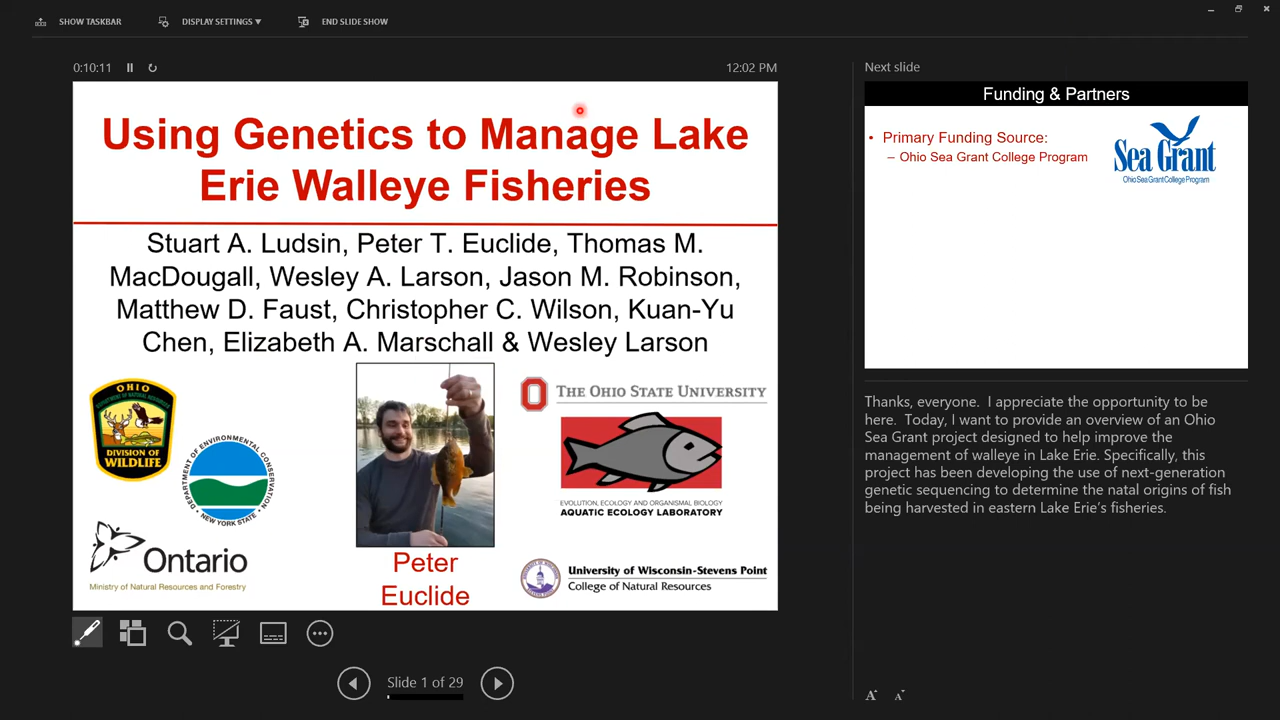 SHOW TASKBAR
DISPLAY SETTINGS ▼
END SLIDE SHOW
0:10:11
12:02 PM
Using Genetics to Manage Lake
Erie Walleye Fisheries
Stuart A. Ludsin, Peter T. Euclide, Thomas M.
MacDougall, Wesley A. Larson, Jason M. Robinson,
Matthew D. Faust, Christopher C. Wilson, Kuan-Yu
Chen, Elizabeth A. Marschall & Wesley Larson
OHIO
DEPARTMENT OF NATURAL RESOURCES
DIVISION OF
WILDLIFE
DEPARTMENT OF ENVIRONMENTAL CONSERVATION
NEW YORK STATE
Ontario
Ministry of Natural Resources and Forestry
Peter
Euclide
THE OHIO STATE UNIVERSITY
EVOLUTION, ECOLOGY AND ORGANISMAL BIOLOGY
AQUATIC ECOLOGY LABORATORY
University of Wisconsin-Stevens Point
College of Natural Resources
Slide 1 of 29
Next slide
Funding & Partners
• Primary Funding Source:
– Ohio Sea Grant College Program
Sea Grant
Ohio Sea Grant College Program
Thanks, everyone. I appreciate the opportunity to be
here. Today, I want to provide an overview of an Ohio
Sea Grant project designed to help improve the
management of walleye in Lake Erie. Specifically, this
project has been developing the use of next-generation
genetic sequencing to determine the natal origins of fish
being harvested in eastern Lake Erie's fisheries.
A A